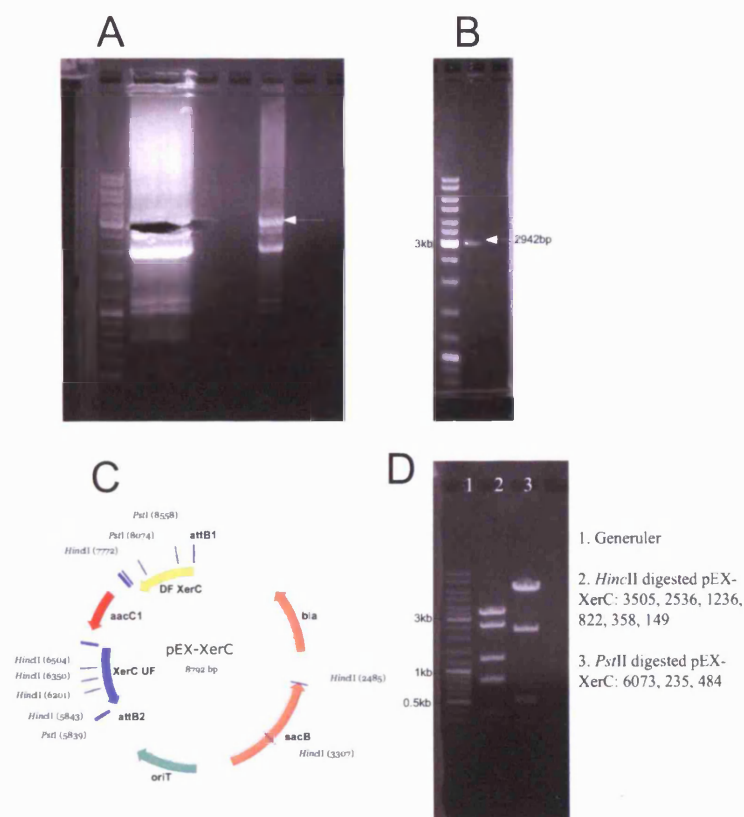 A
B
3kb
2942bp
C
PstI (8558)
PstI (8074)
attB1
HindI (7772)
DF XerC
aacC1
bla
pEX-XerC
8792 bp
HindI (6504)
XerC UF
HindI (6350)
HindI (6201)
HindI (2485)
HindI (5843)
attB2
PstI (5839)
sacB
HindI (3307)
oriT
D
1 2 3
3kb
1kb
0.5kb
1. Generuler
2. HincII digested pEX-
XerC: 3505, 2536, 1236,
822, 358, 149
3. PstII digested pEX-
XerC: 6073, 235, 484